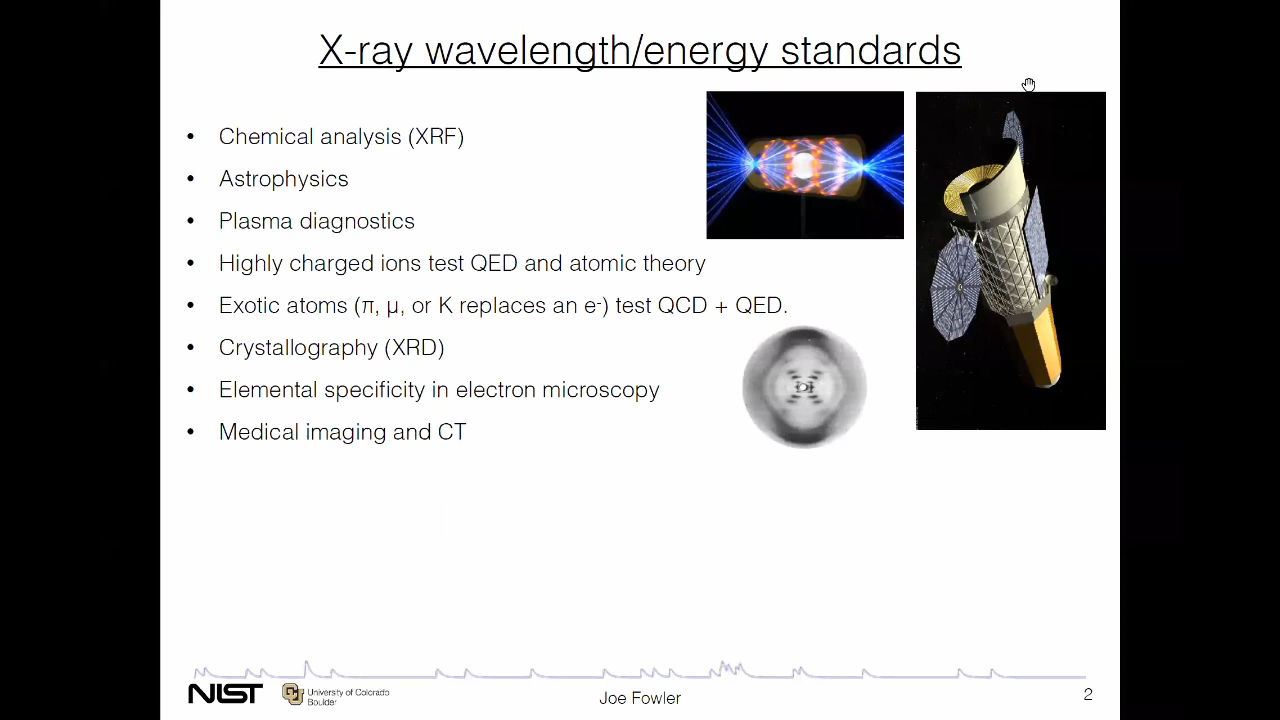 X-ray wavelength/energy standards
• Chemical analysis (XRF)
• Astrophysics
• Plasma diagnostics
• Highly charged ions test QED and atomic theory
• Exotic atoms (π, μ, or K replaces an e-) test QCD + QED.
• Crystallography (XRD)
• Elemental specificity in electron microscopy
• Medical imaging and CT
NIST
CU
University of Colorado
Boulder
Joe Fowler
2